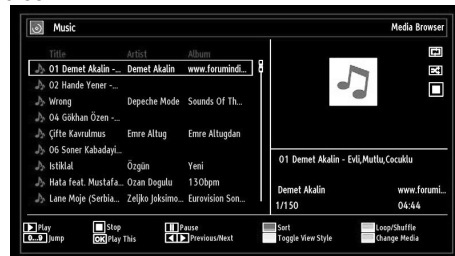 Music Media Browser
Title Artist Album
01 Demet Akalin -... Demet Akalin www.forumindi...
02 Hande Yener -...
Wrong Depeche Mode Sounds Of Th...
04 Gökhan Özen -...
Çifte Kavrulmus Emre Altug Emre Altugdan
06 Soner Kabadayi...
Istiklal Özgün Yeni
Hata feat. Mustafa... Ozan Dogulu 130bpm
Lane Moje (Serbia... Zeljko Joksimo... Eurovision Son...
01 Demet Akalin - Evli,Mutlu,Cocuklu
Demet Akalin www.forumi...
1/150 04:44
Play Stop Pause Sort Loop/Shuffle
0...9 Jump OK Play This Previous/Next Toggle View Style Change Media